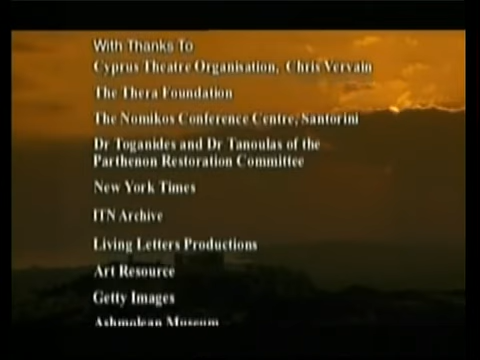 With Thanks To
Cyprus Theatre Organisation, Chris Vervain
The Thera Foundation
The Nomikos Conference Centre, Santorini
Dr Toganides and Dr Tanoulas of the
Parthenon Restoration Committee
New York Times
ITN Archive
Living Letters Productions
Art Resource
Getty Images
Ashmolean Museum